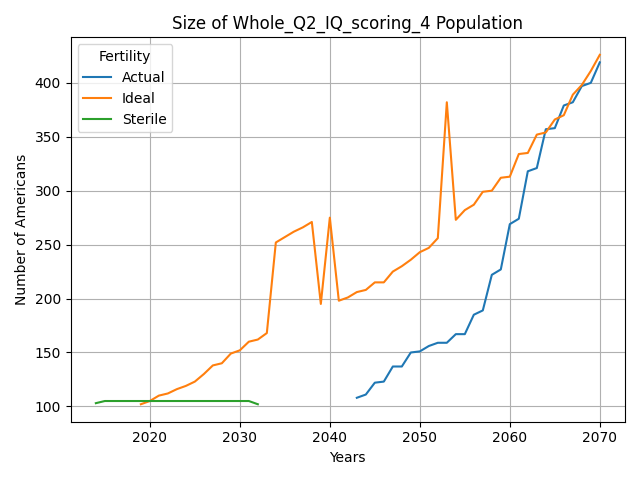 Size of Whole_Q2_IQ_scoring_4 Population
Fertility
Actual
Ideal
Sterile
Number of Americans
400
350
300
250
200
150
100
2020
2030
2040
2050
2060
2070
Years